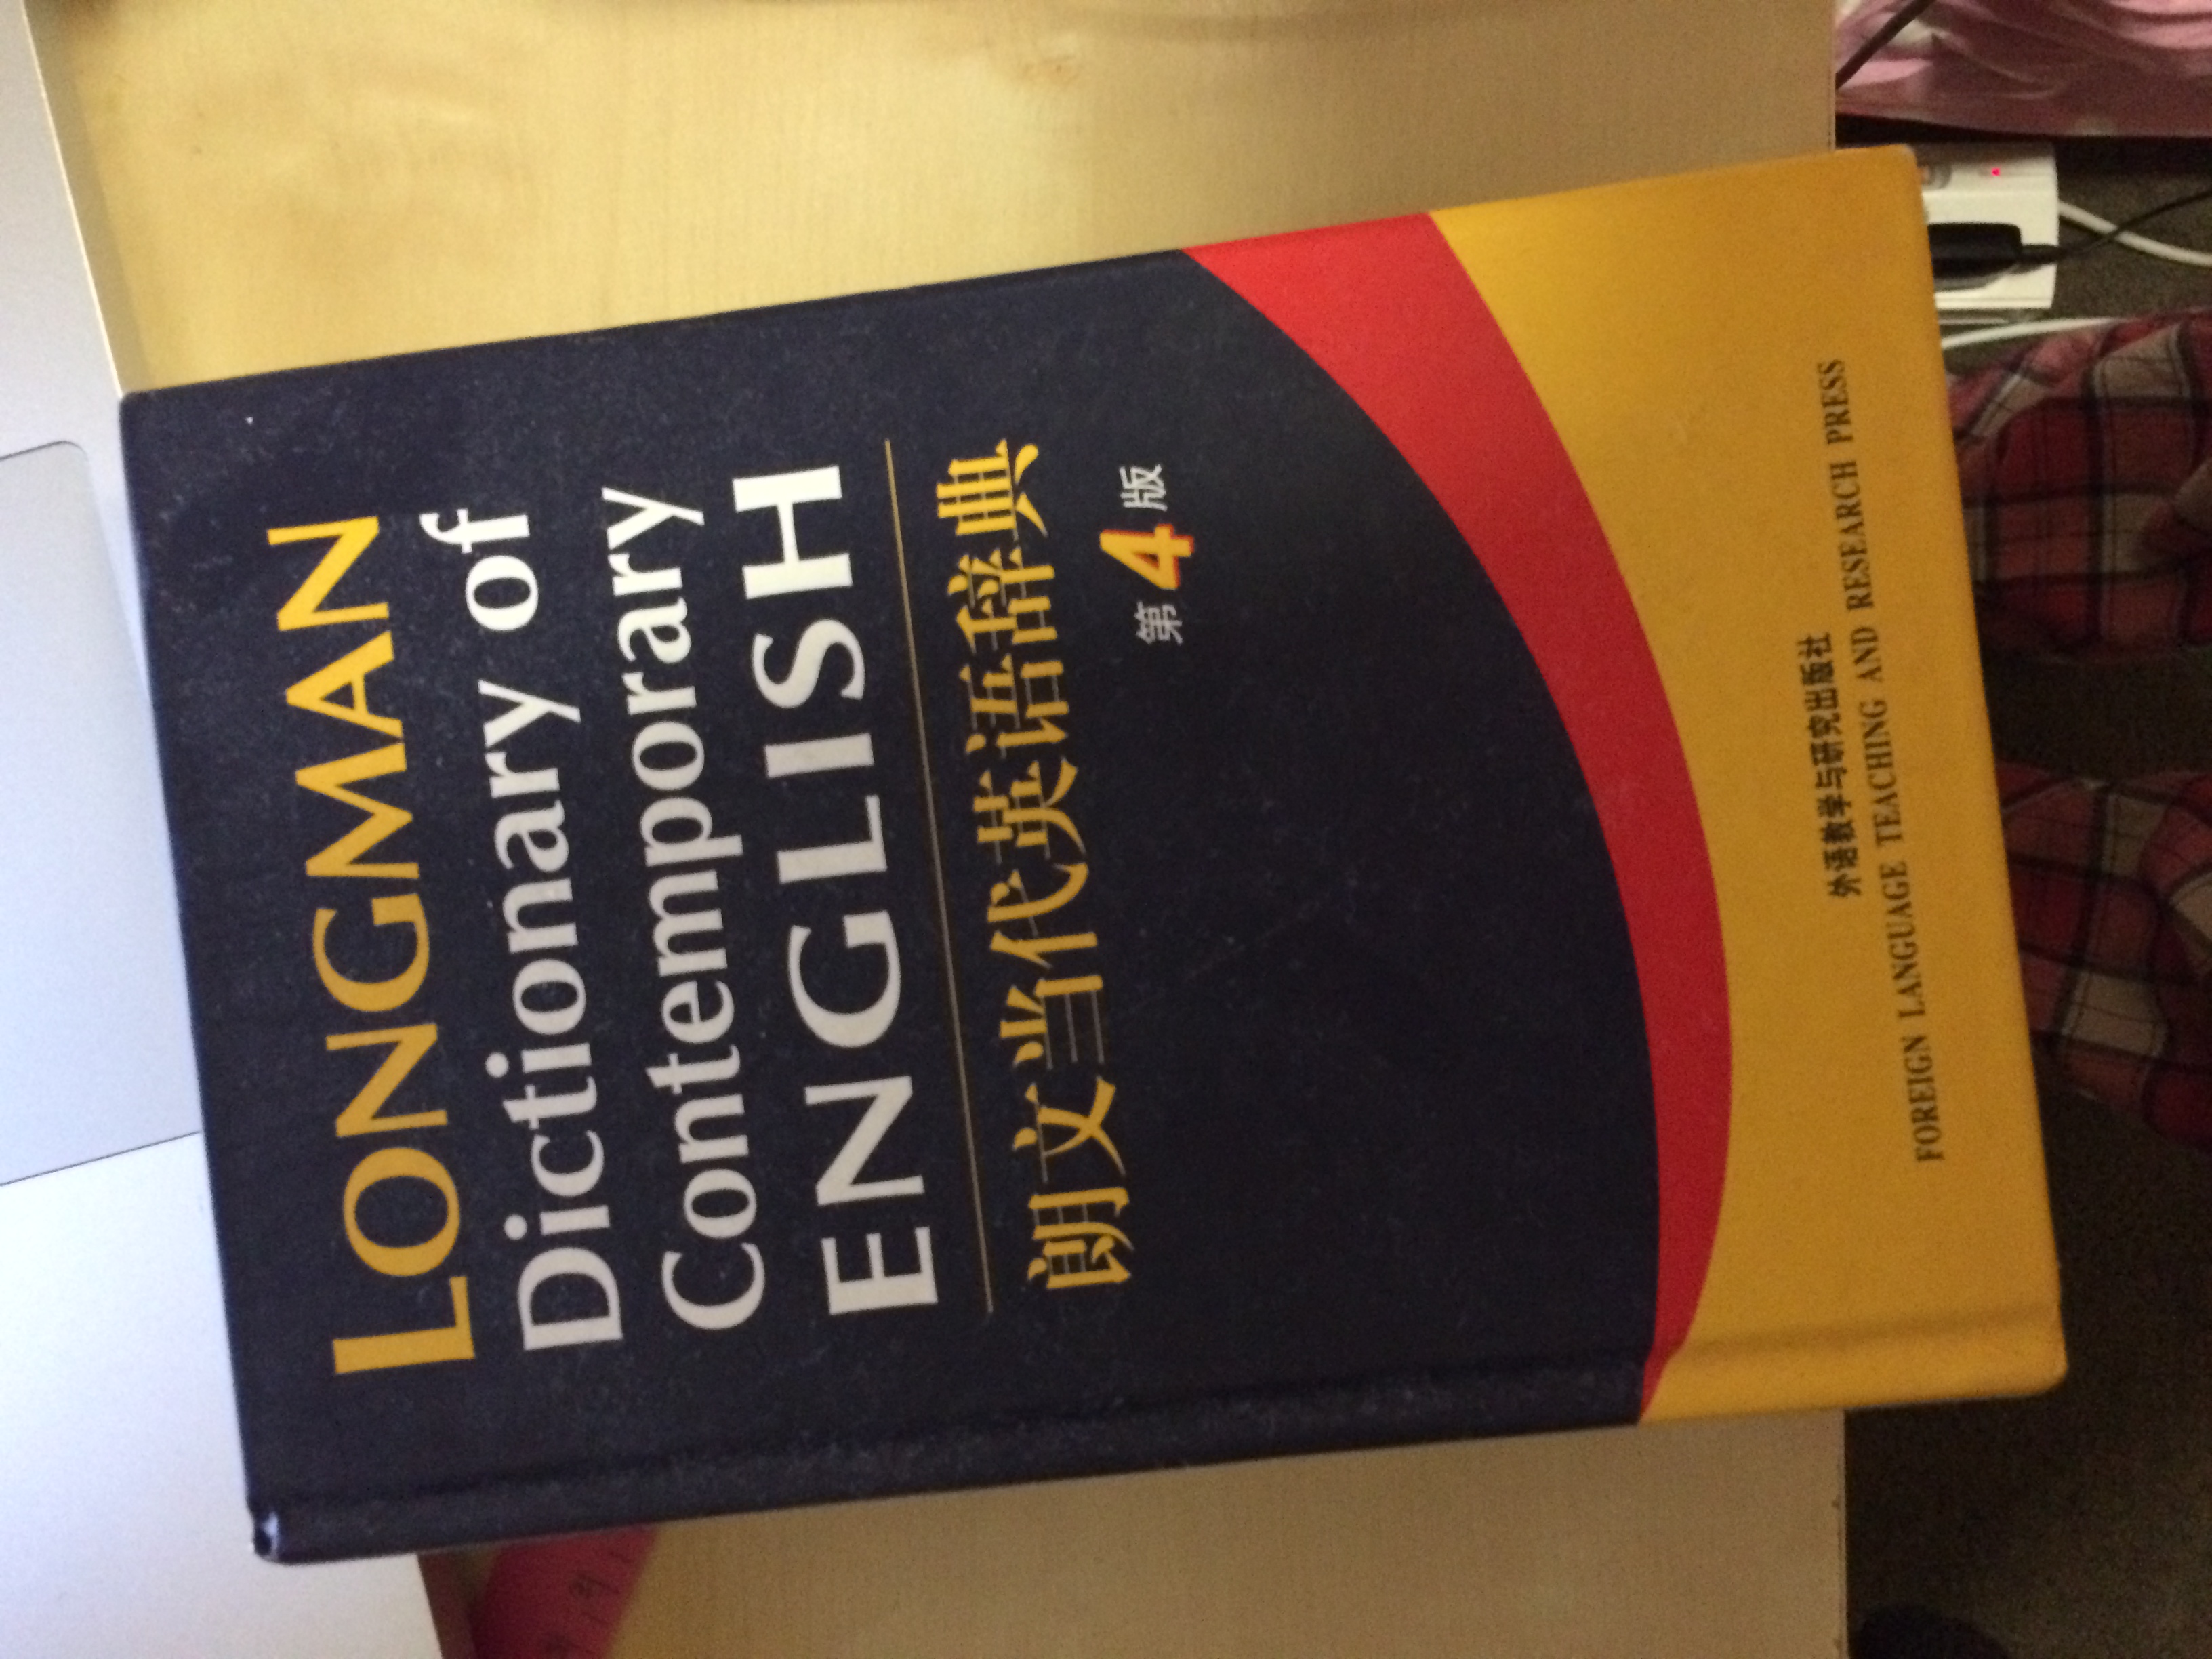 LONGMAN
Dictionary of
Contemporary
ENGLISH
朗文当代英语辞典
第4版
外语教学与研究出版社
FOREIGN LANGUAGE TEACHING AND RESEARCH PRESS